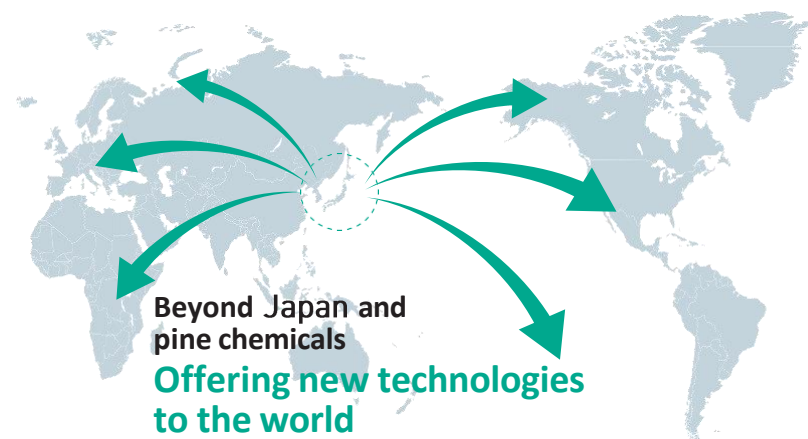 Beyond Japan and
pine chemicals
Offering new technologies
to the world